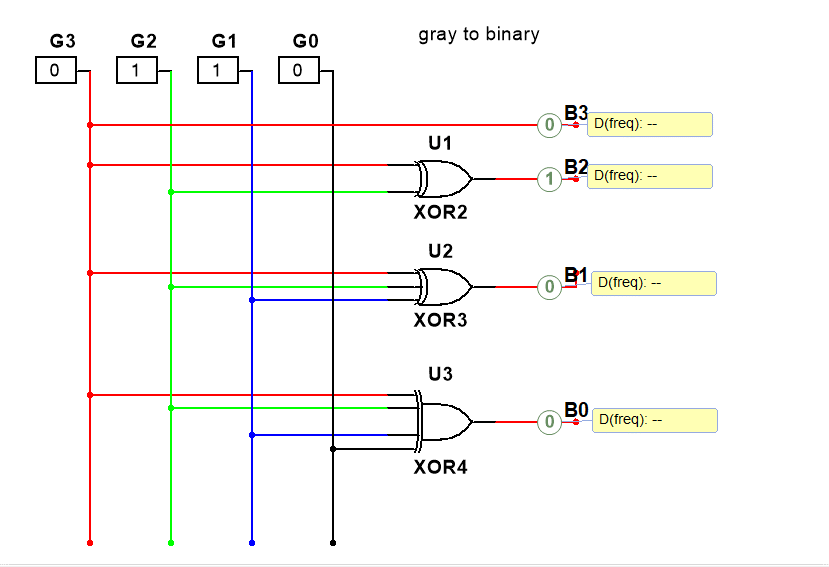 gray to binary
G3 G2 G1 G0
0 1 1 0
B3
0 D(freq): --
U1
B2
1 D(freq): --
XOR2
U2
B1
0 D(freq): --
XOR3
U3
B0
0 D(freq): --
XOR4